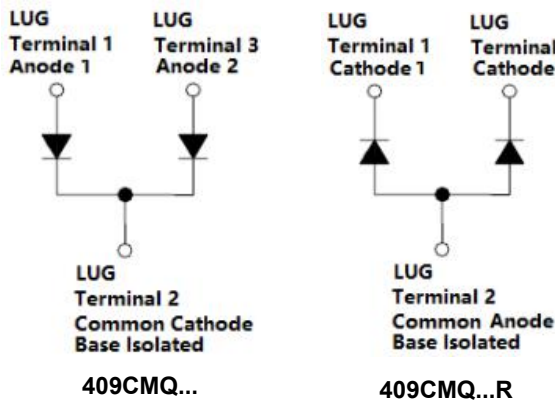 LUG
Terminal 1
Anode 1
LUG
Terminal 3
Anode 2
LUG
Terminal 2
Common Cathode
Base Isolated
409CMQ...
LUG
Terminal 1
Cathode 1
LUG
Terminal
Cathode
LUG
Terminal 2
Common Anode
Base Isolated
409CMQ...R